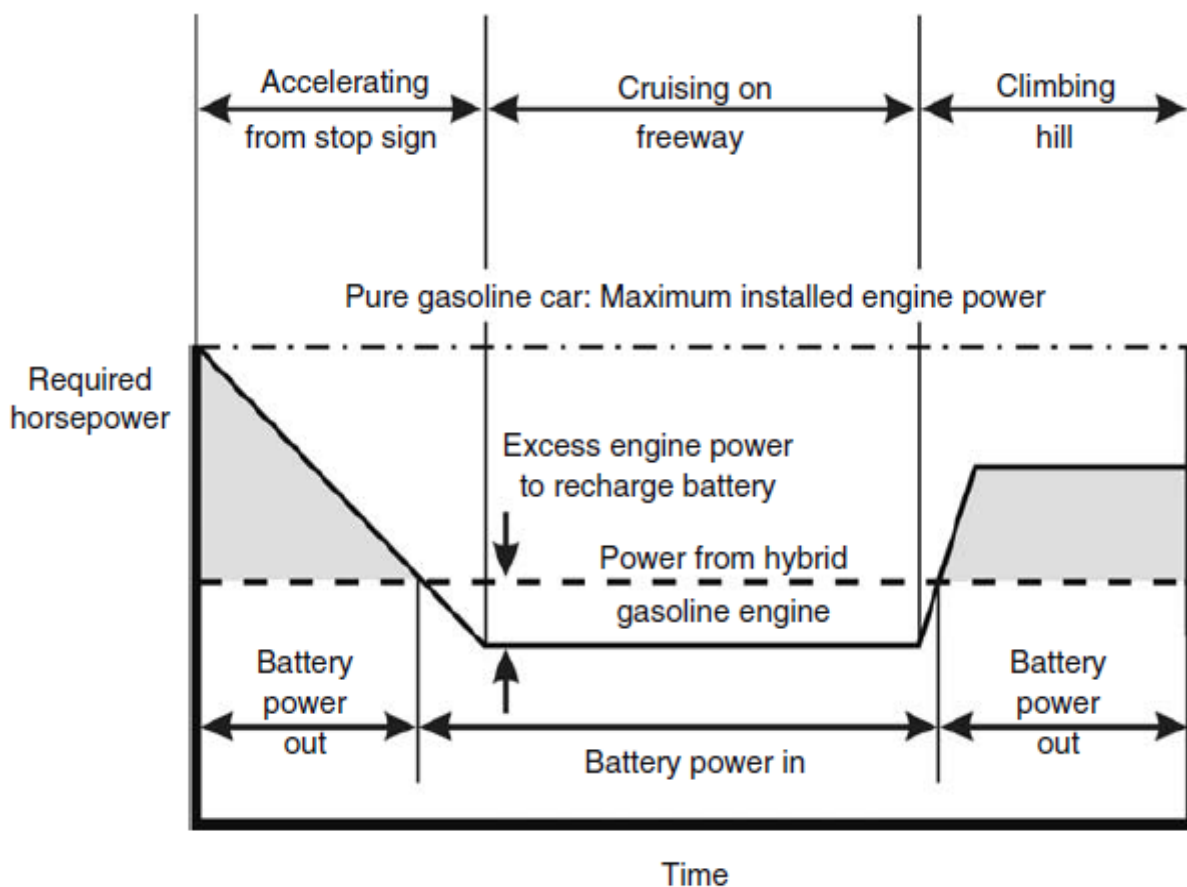 Accelerating
from stop sign
Cruising on
freeway
Climbing
hill
Pure gasoline car: Maximum installed engine power
Required
horsepower
Excess engine power
to recharge battery
Power from hybrid
gasoline engine
Battery
power
out
Battery power in
Battery
power
out
Time